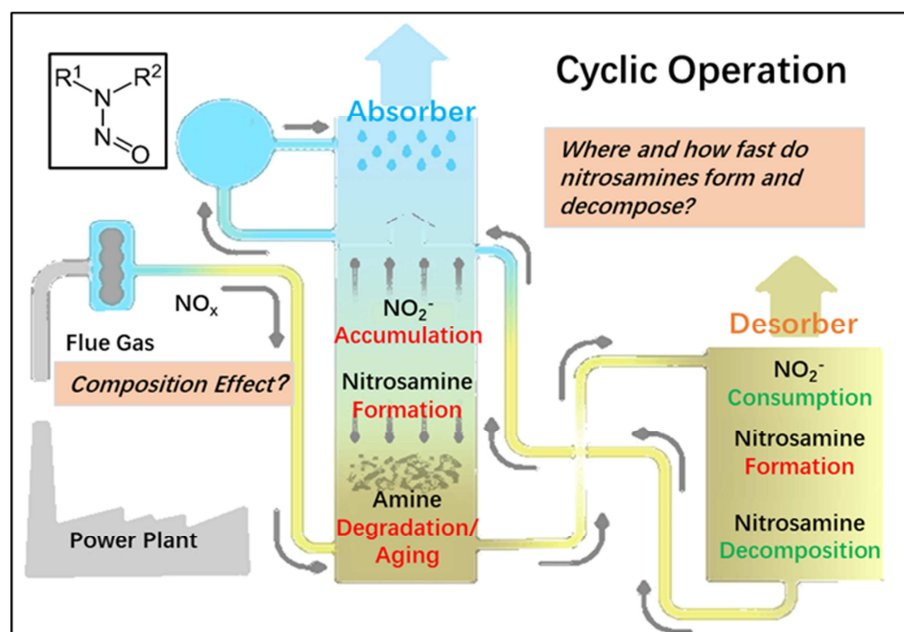 Cyclic Operation
R¹ R²
N
N
O
Absorber
Where and how fast do
nitrosamines form and
decompose?
NOₓ
Flue Gas
Composition Effect?
Power Plant
NO₂⁻
Accumulation
Nitrosamine
Formation
Amine
Degradation/
Aging
Desorber
NO₂⁻
Consumption
Nitrosamine
Formation
Nitrosamine
Decomposition